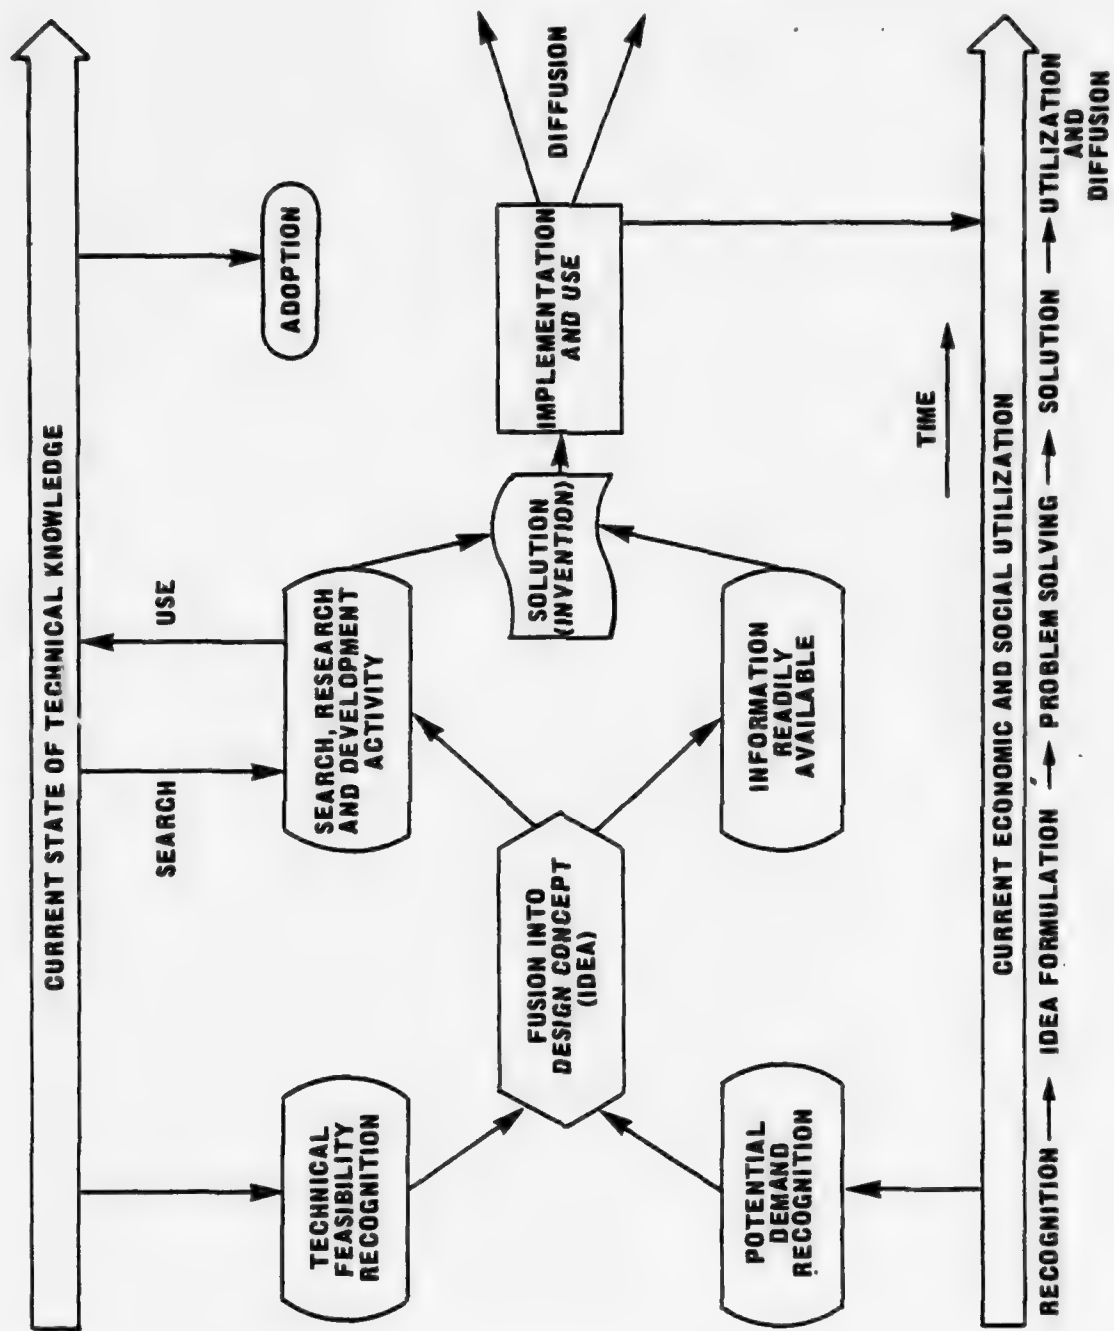 CURRENT STATE OF TECHNICAL KNOWLEDGE
SEARCH
USE
ADOPTION
TECHNICAL
FEASIBILITY
RECOGNITION
SEARCH, RESEARCH
AND DEVELOPMENT
ACTIVITY
FUSION INTO
DESIGN CONCEPT
(IDEA)
SOLUTION
(INVENTION)
IMPLEMENTATION
AND USE
DIFFUSION
POTENTIAL
DEMAND
RECOGNITION
INFORMATION
READILY
AVAILABLE
TIME
CURRENT ECONOMIC AND SOCIAL UTILIZATION
RECOGNITION → IDEA FORMULATION → PROBLEM SOLVING → SOLUTION → UTILIZATION
AND
DIFFUSION